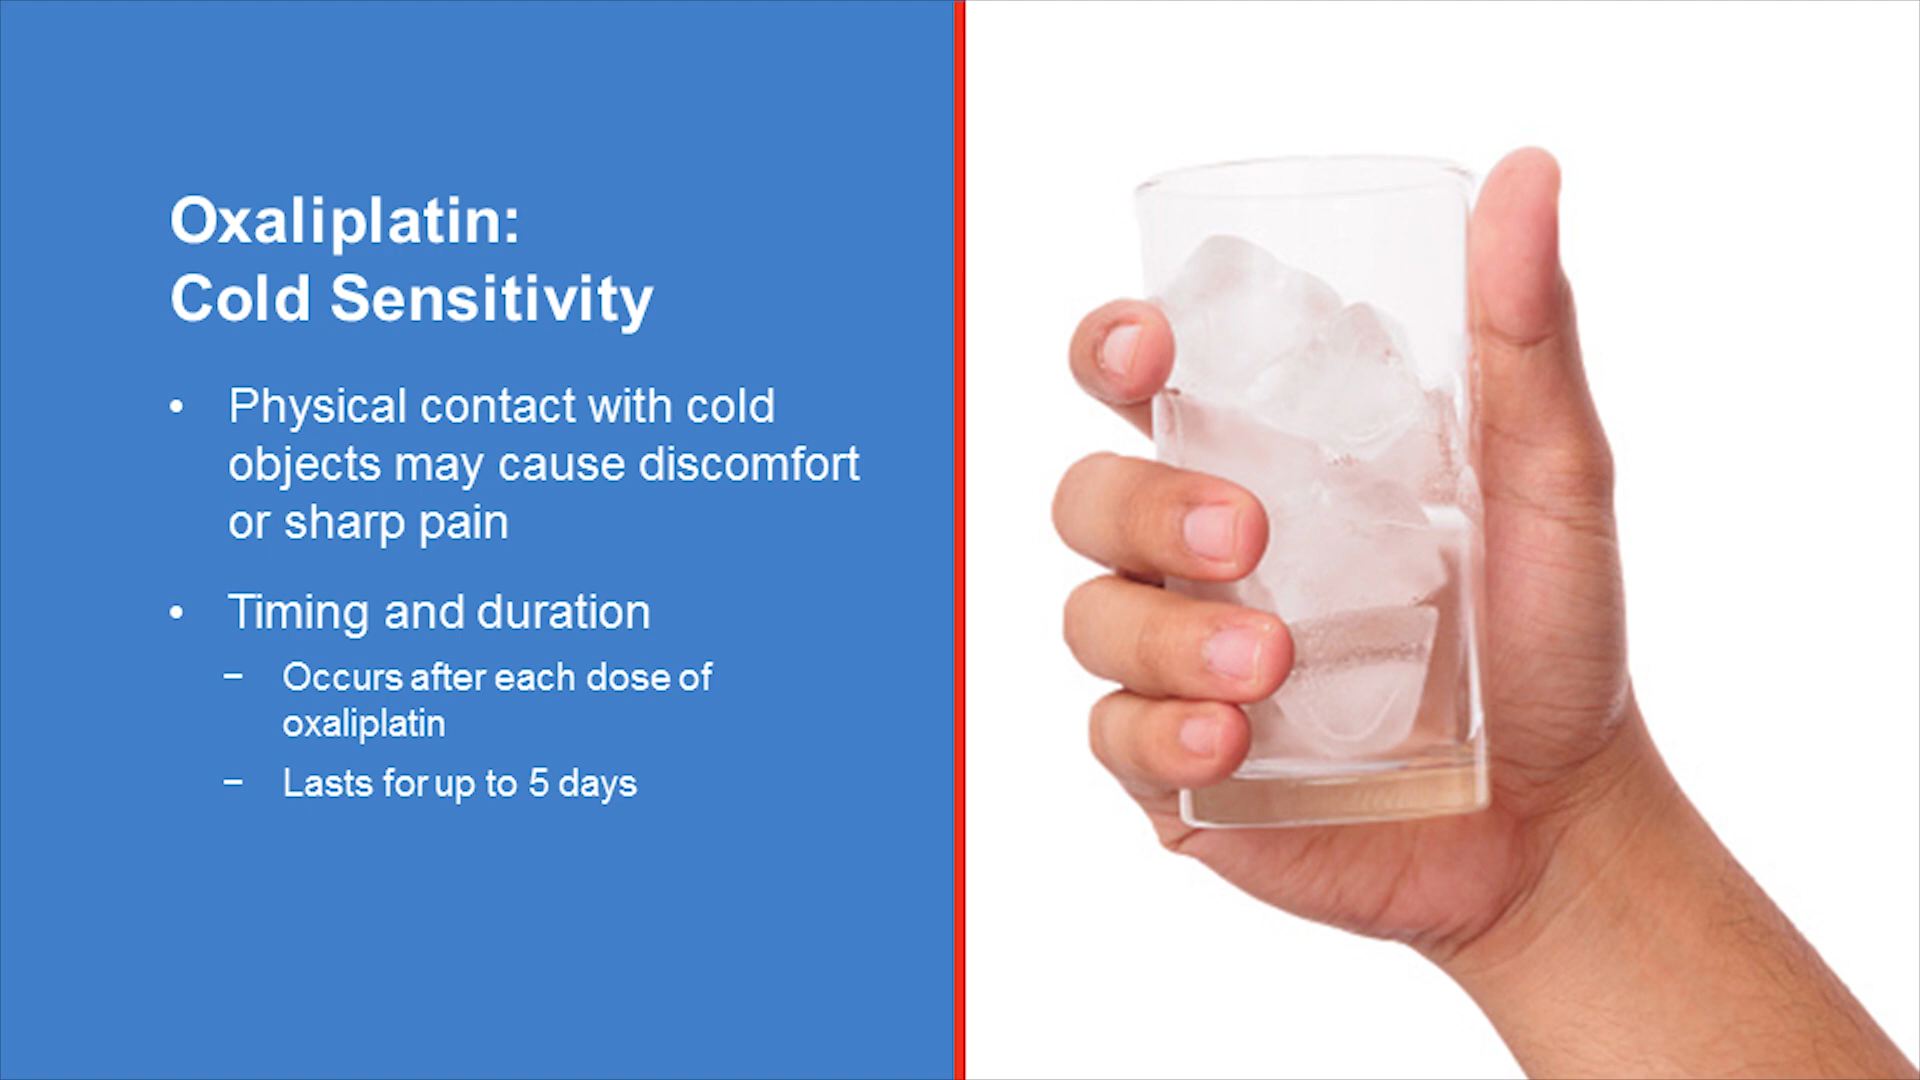 Oxaliplatin:
Cold Sensitivity
• Physical contact with cold
objects may cause discomfort
or sharp pain
• Timing and duration
– Occurs after each dose of
oxaliplatin
– Lasts for up to 5 days